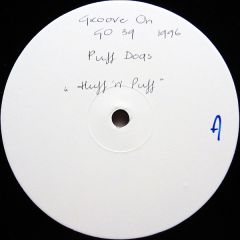 Groove On
GO 39 1996
Puff Dogs
„Huff 'n' Puff"
A